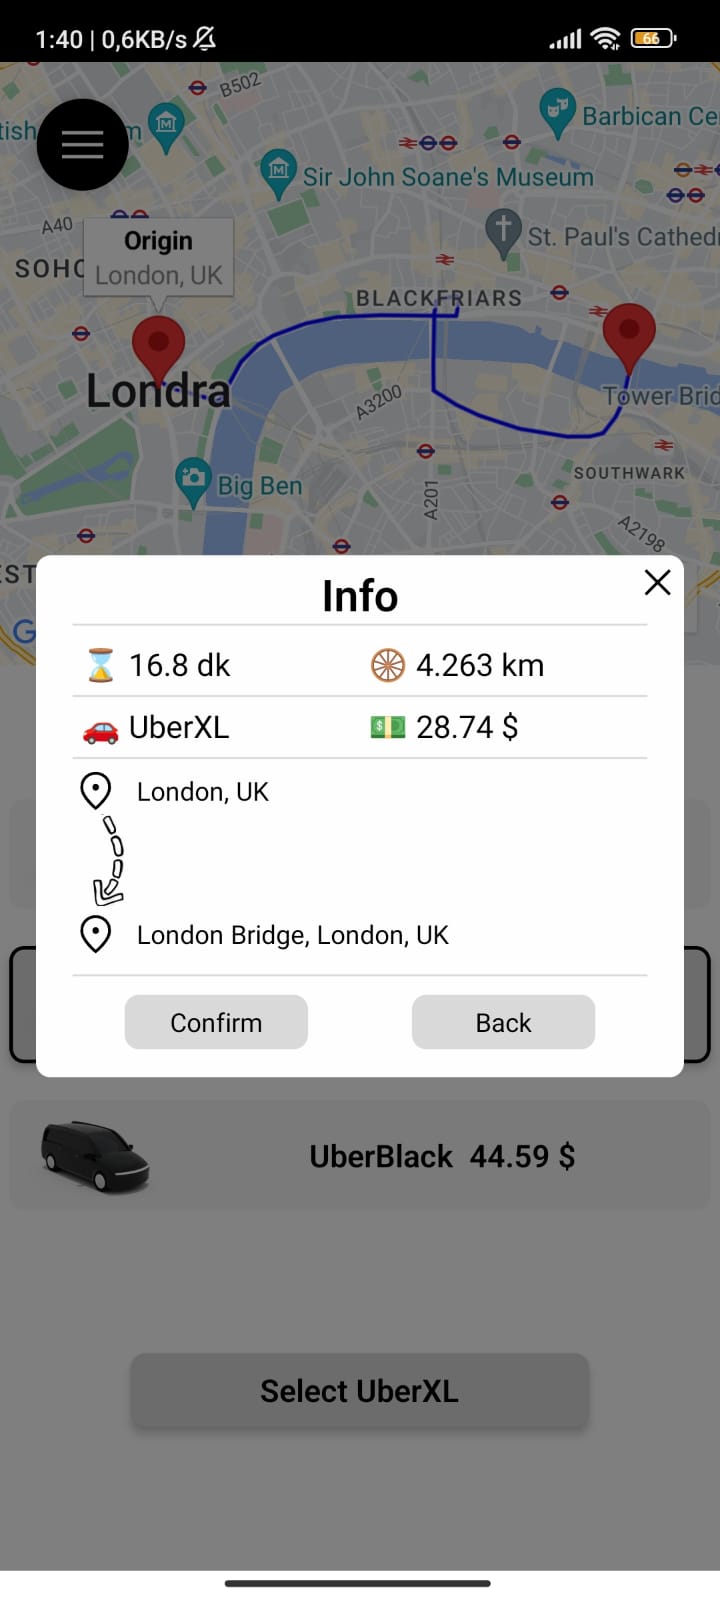 1:40 | 0,6KB/s
66
B502
tish
m
Barbican Ce
Sir John Soane's Museum
A40
Origin
London, UK
St. Paul's Cathed
SOHO
BLACKFRIARS
Londra
A3200
Tower Brid
Big Ben
A201
SOUTHWARK
A2198
EST
G
Info
16.8 dk
4.263 km
UberXL
28.74 $
London, UK
London Bridge, London, UK
Confirm
Back
UberBlack 44.59 $
Select UberXL